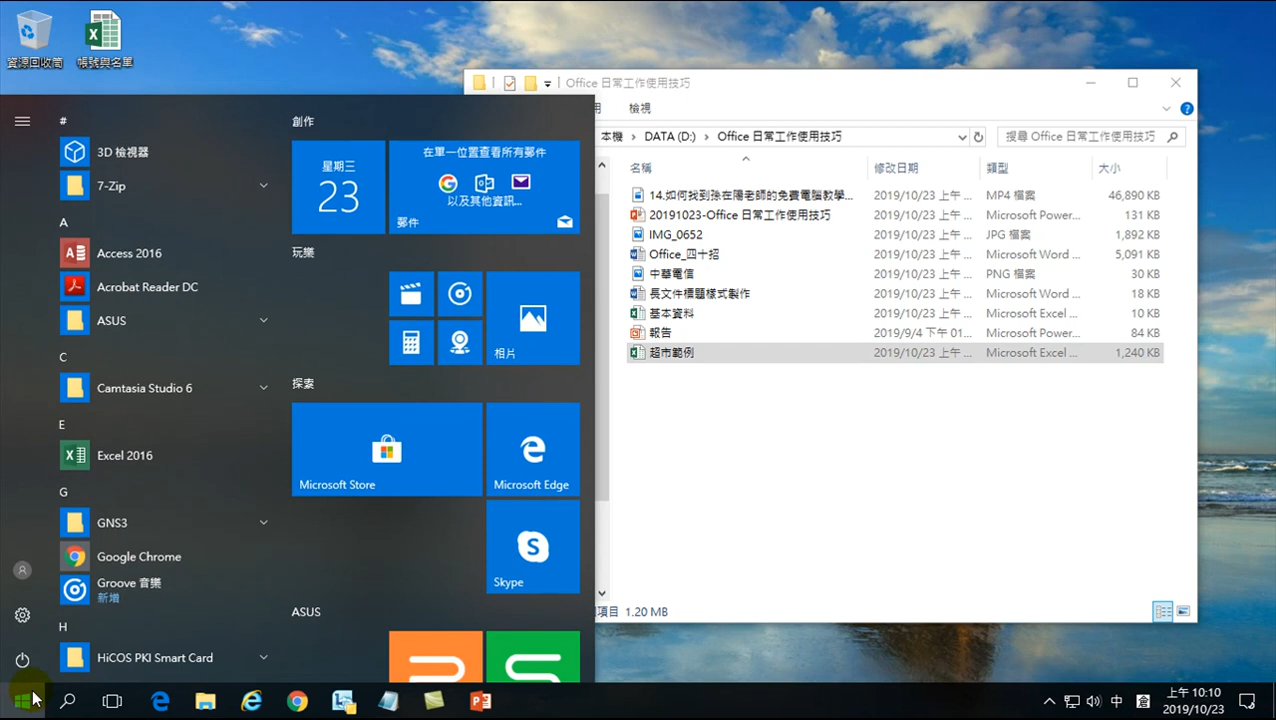 資源回收筒
帳號與名單
Office 日常工作使用技巧
檢視
本機 › DATA (D:) › Office 日常工作使用技巧
搜尋 Office 日常工作使用技巧
名稱 修改日期 類型 大小
14.如何找到孫在陽老師的免費電腦教學... 2019/10/23 上午 ... MP4 檔案 46,890 KB
20191023-Office 日常工作使用技巧 2019/10/23 上午 ... Microsoft Power... 131 KB
IMG_0652 2019/10/23 上午 ... JPG 檔案 1,892 KB
Office_四十招 2019/10/23 上午 ... Microsoft Word ... 5,091 KB
中華電信 2019/10/23 上午 ... PNG 檔案 30 KB
長文件標題樣式製作 2019/10/23 上午 ... Microsoft Word ... 18 KB
基本資料 2019/10/23 上午 ... Microsoft Excel ... 10 KB
報告 2019/9/4 下午 01... Microsoft Power... 84 KB
超市範例 2019/10/23 上午 ... Microsoft Excel ... 1,240 KB
項目 1.20 MB
#
3D 檢視器
7-Zip
A
Access 2016
Acrobat Reader DC
ASUS
C
Camtasia Studio 6
E
Excel 2016
G
GNS3
Google Chrome
Groove 音樂
新增
H
HiCOS PKI Smart Card
創作
星期三
23
在單一位置查看所有郵件
以及其他資訊...
郵件
玩樂
相片
探索
Microsoft Store
Microsoft Edge
Skype
ASUS
中
倉
上午 10:10
2019/10/23